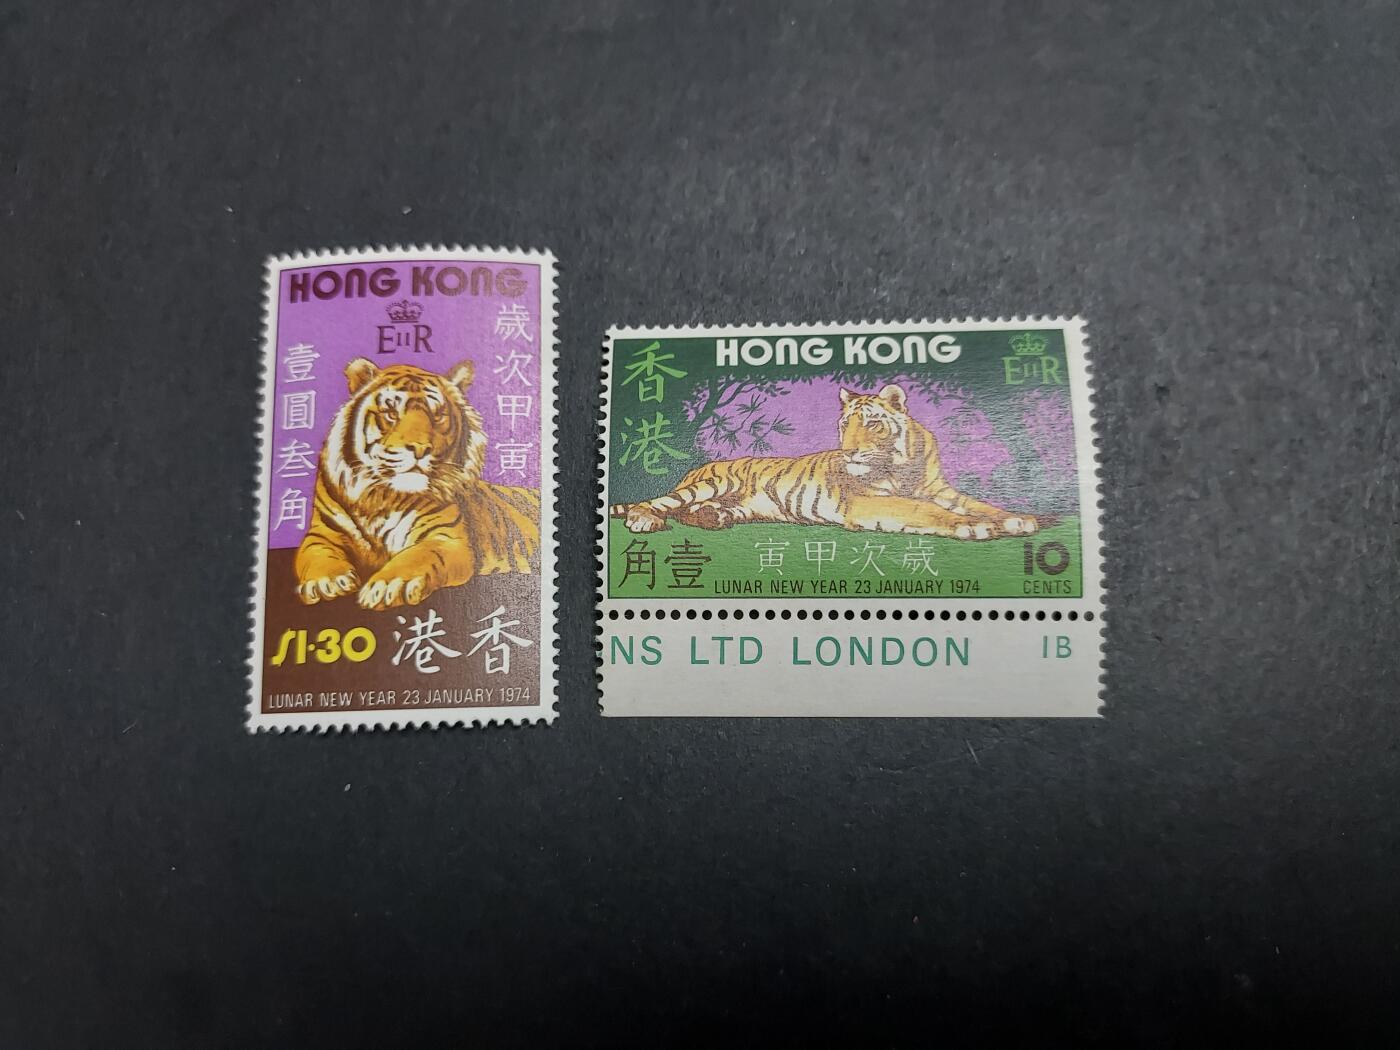 HONG KONG
EIIR
歲次甲寅
壹圓叁角
$1·30
港香
LUNAR NEW YEAR 23 JANUARY 1974
香港
HONG KONG
EIIR
角壹
寅甲次歲
LUNAR NEW YEAR 23 JANUARY 1974
10
CENTS
NS LTD LONDON 1B